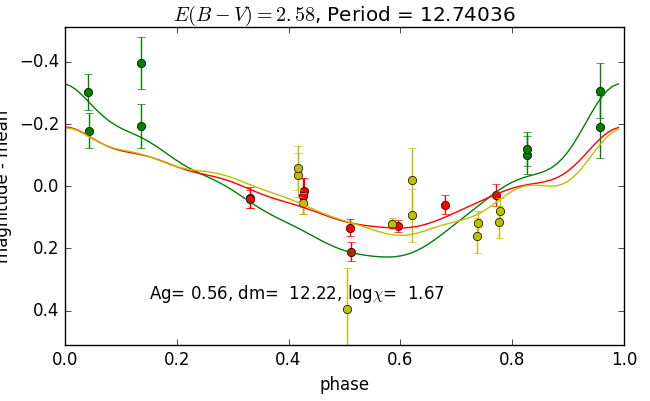 E(B − V) = 2.58, Period = 12.74036
magnitude - mean
−0.4
−0.2
0.0
0.2
0.4
Ag= 0.56, dm= 12.22, logχ= 1.67
0.0 0.2 0.4 0.6 0.8 1.0
phase